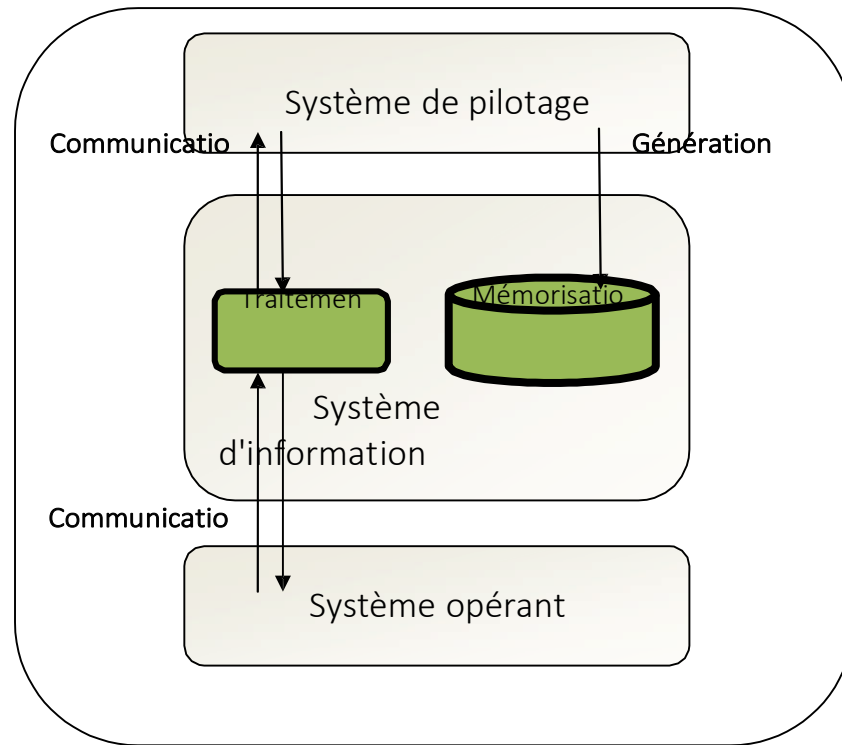 Système de pilotage
Communicatio
Génération
Traitemen
Mémorisatio
Système
d'information
Communicatio
Système opérant